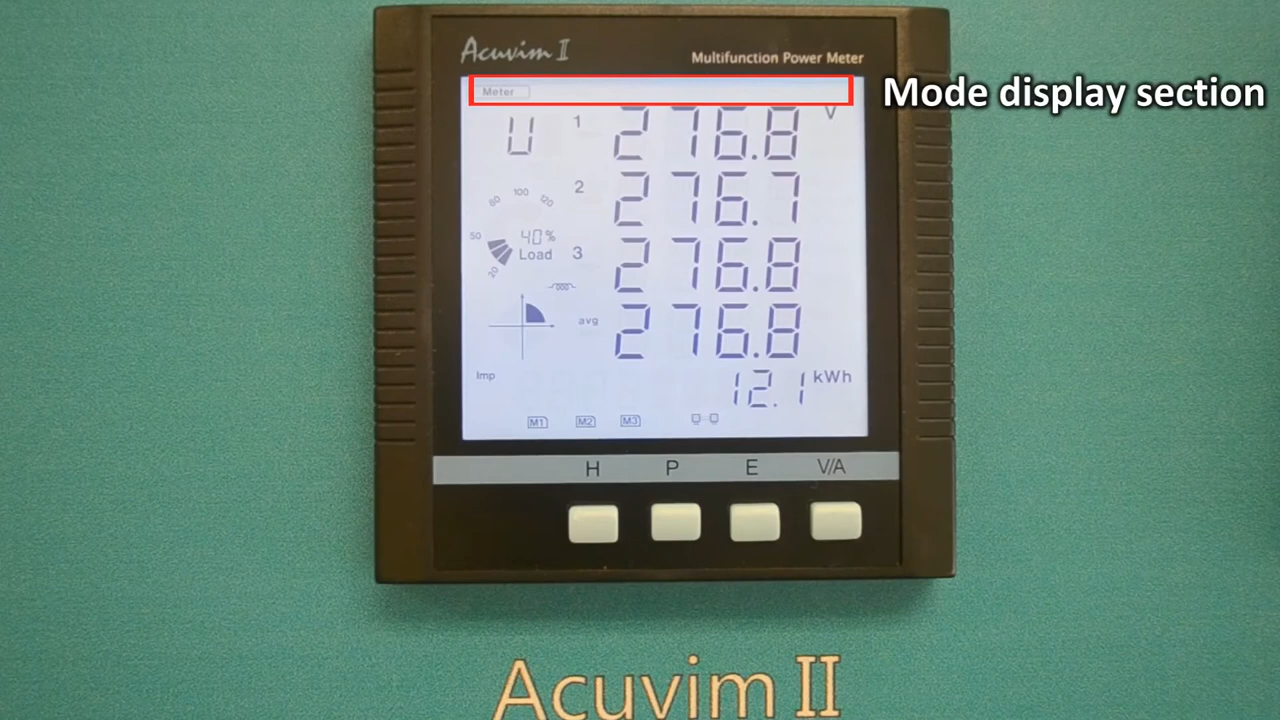 Acuvim II
Multifunction Power Meter
Mode display section
Meter
U 1 276.8 V
2 276.7
80 100 120
50 40% Load 20
3 276.8
avg 276.8
Imp 12.1 kWh
M1 M2 M3
H P E V/A
Acuvim II